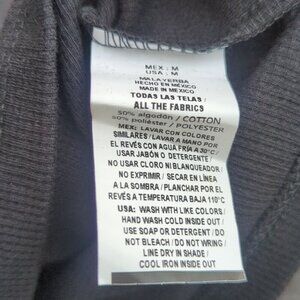 MEX : M
USA : M
MALAYERBA
HECHO EN MÉXICO
MADE IN MEXICO
TODAS LAS TELAS /
ALL THE FABRICS
50% algodón / COTTON
50% poliéster / POLYESTER
MEX: LAVAR CON COLORES
SIMILARES / LAVAR A MANO POR
EL REVÉS CON AGUA FRÍA A 30°C /
USAR JABÓN O DETERGENTE /
NO USAR CLORO NI BLANQUEADOR /
NO EXPRIMIR / SECAR EN LÍNEA
A LA SOMBRA / PLANCHAR POR EL
REVÉS A TEMPERATURA BAJA 110°C
USA: WASH WITH LIKE COLORS /
HAND WASH COLD INSIDE OUT /
USE SOAP OR DETERGENT / DO
NOT BLEACH / DO NOT WRING /
LINE DRY IN SHADE /
COOL IRON INSIDE OUT